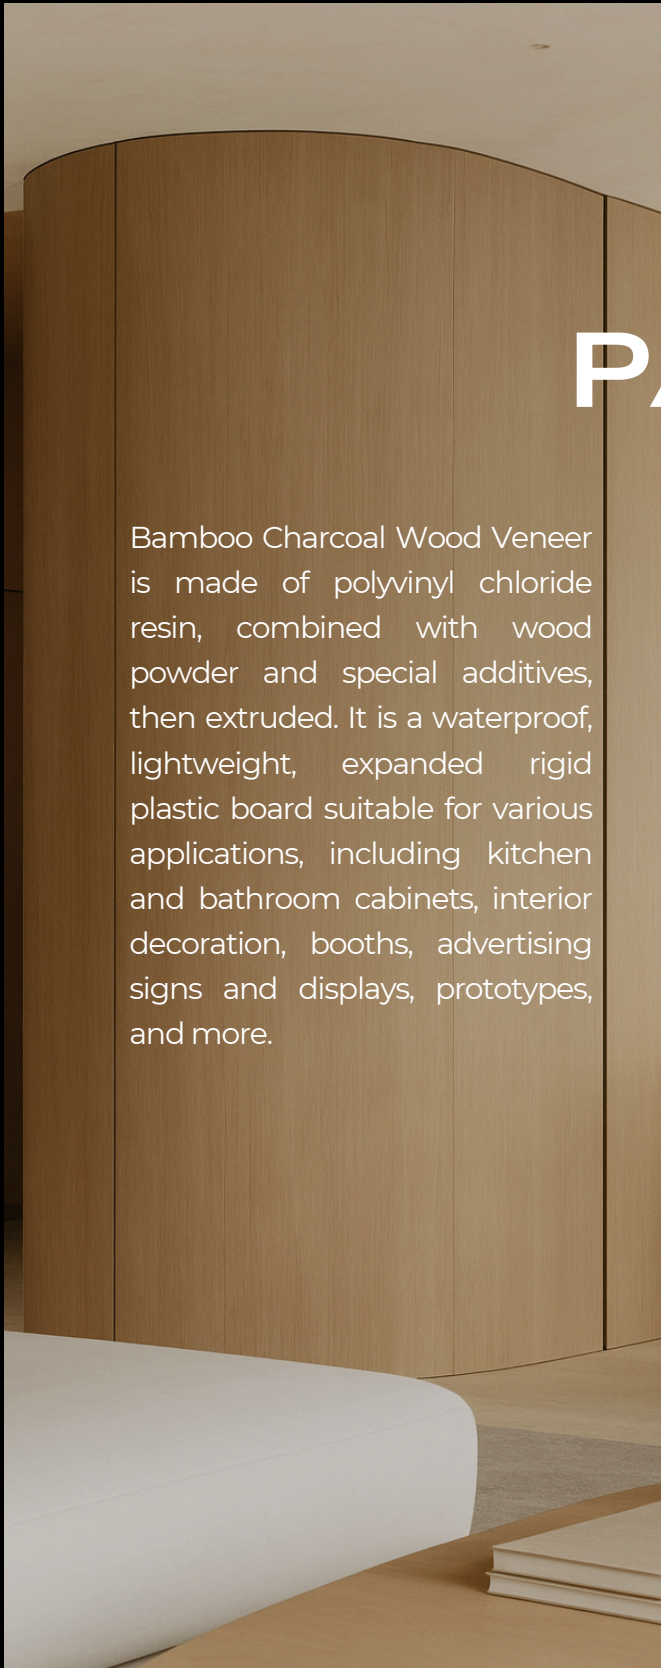 PA
Bamboo Charcoal Wood Veneer
is made of polyvinyl chloride
resin, combined with wood
powder and special additives,
then extruded. It is a waterproof,
lightweight, expanded rigid
plastic board suitable for various
applications, including kitchen
and bathroom cabinets, interior
decoration, booths, advertising
signs and displays, prototypes,
and more.